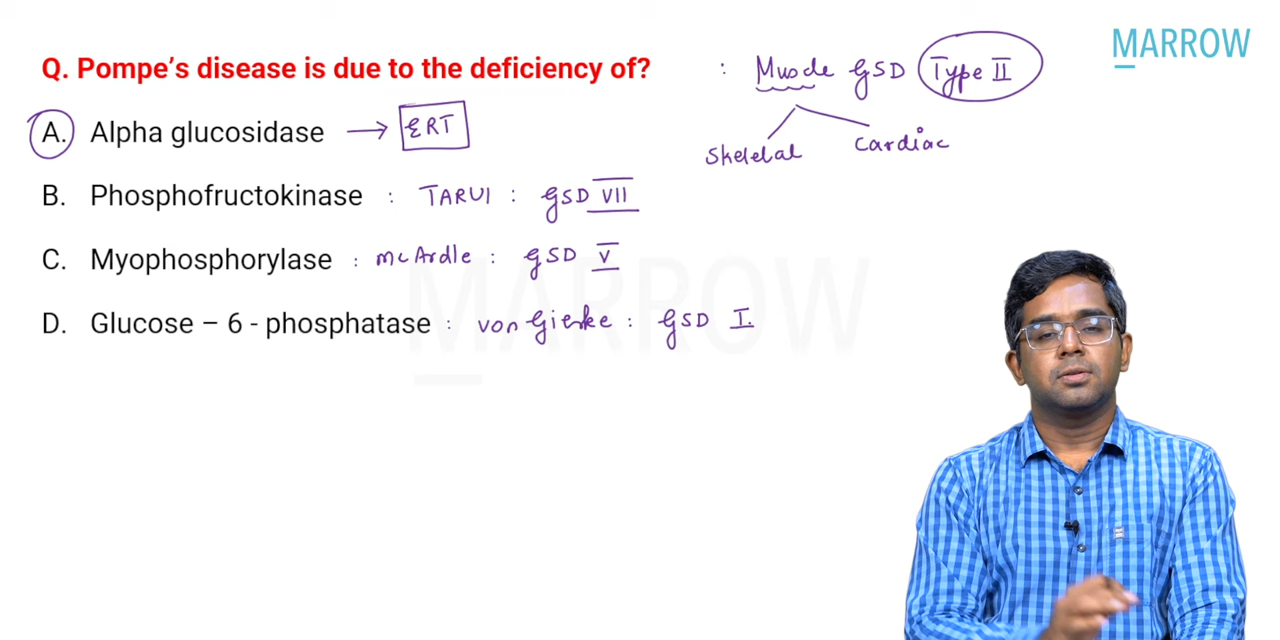 MARROW
Q. Pompe's disease is due to the deficiency of? : Muscle GSD Type II
Skeletal Cardiac
A. Alpha glucosidase → ERT
B. Phosphofructokinase : TARUI : GSD VII
C. Myophosphorylase : McArdle : GSD V
D. Glucose – 6 - phosphatase : von Gierke : GSD I.
MARROW